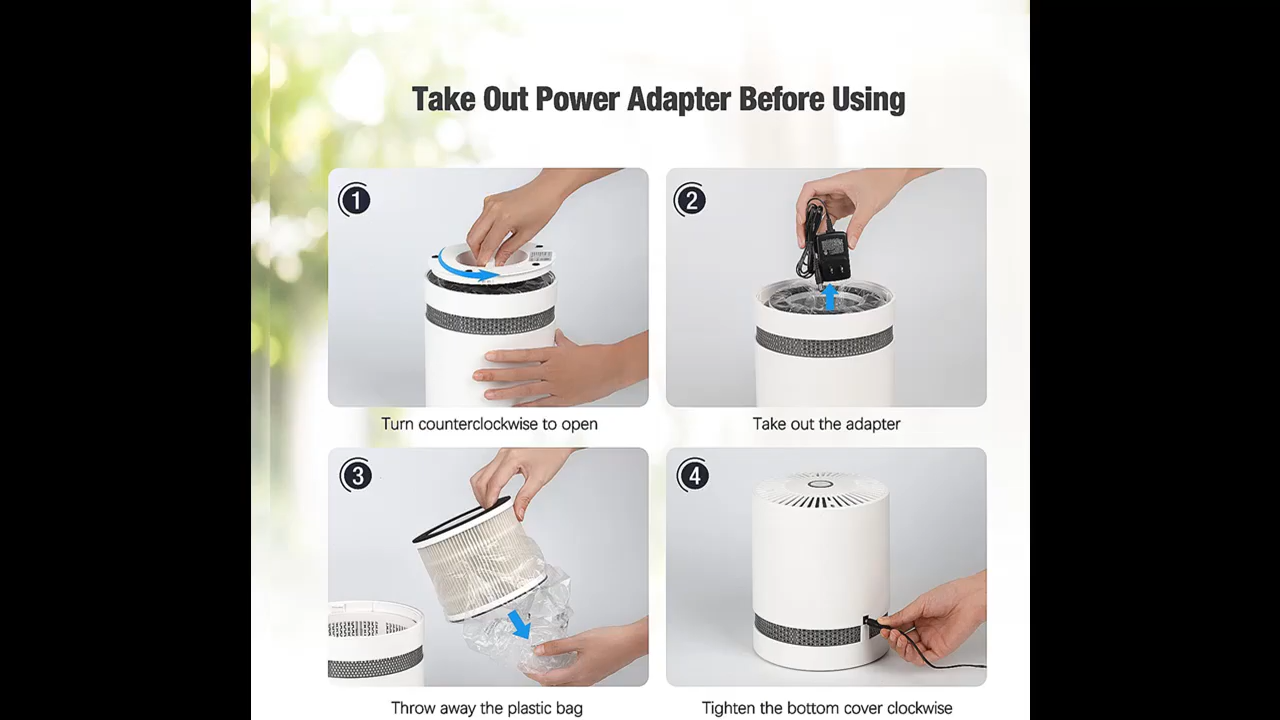 Take Out Power Adapter Before Using
1
2
Turn counterclockwise to open
Take out the adapter
3
4
Throw away the plastic bag
Tighten the bottom cover clockwise